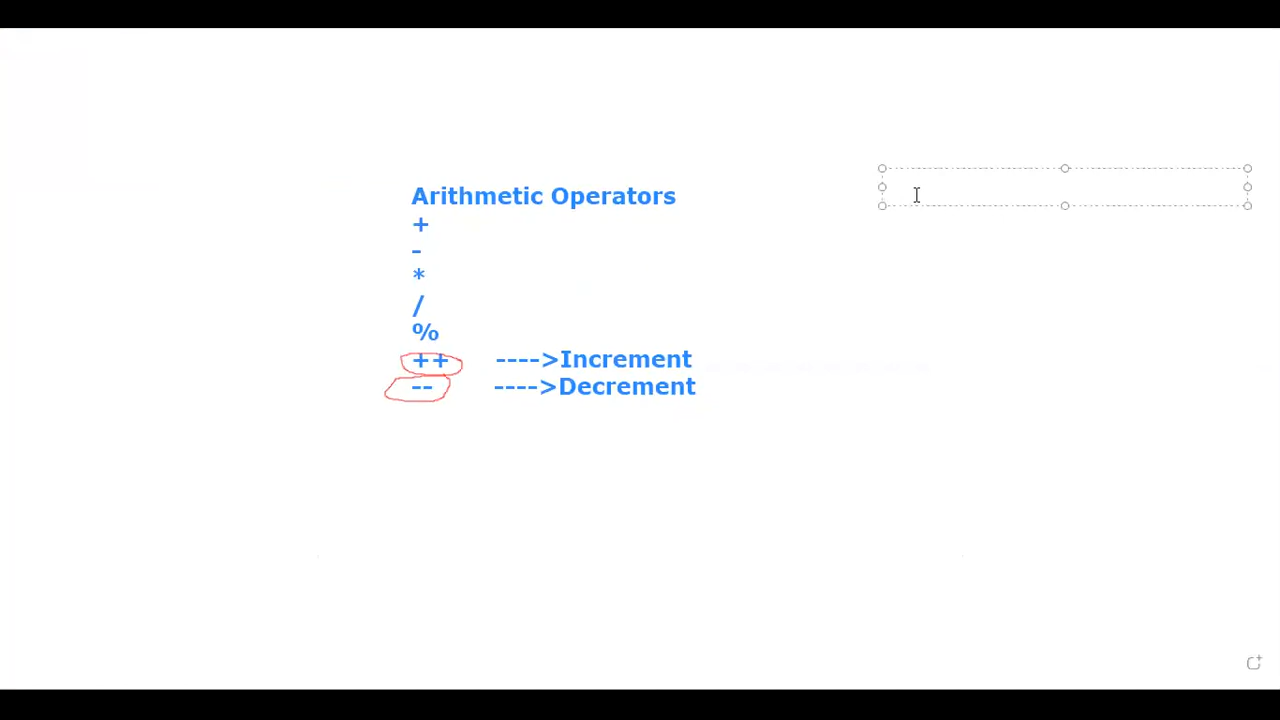 Arithmetic Operators
+
-
*
/
%
++ ---->Increment
-- ---->Decrement